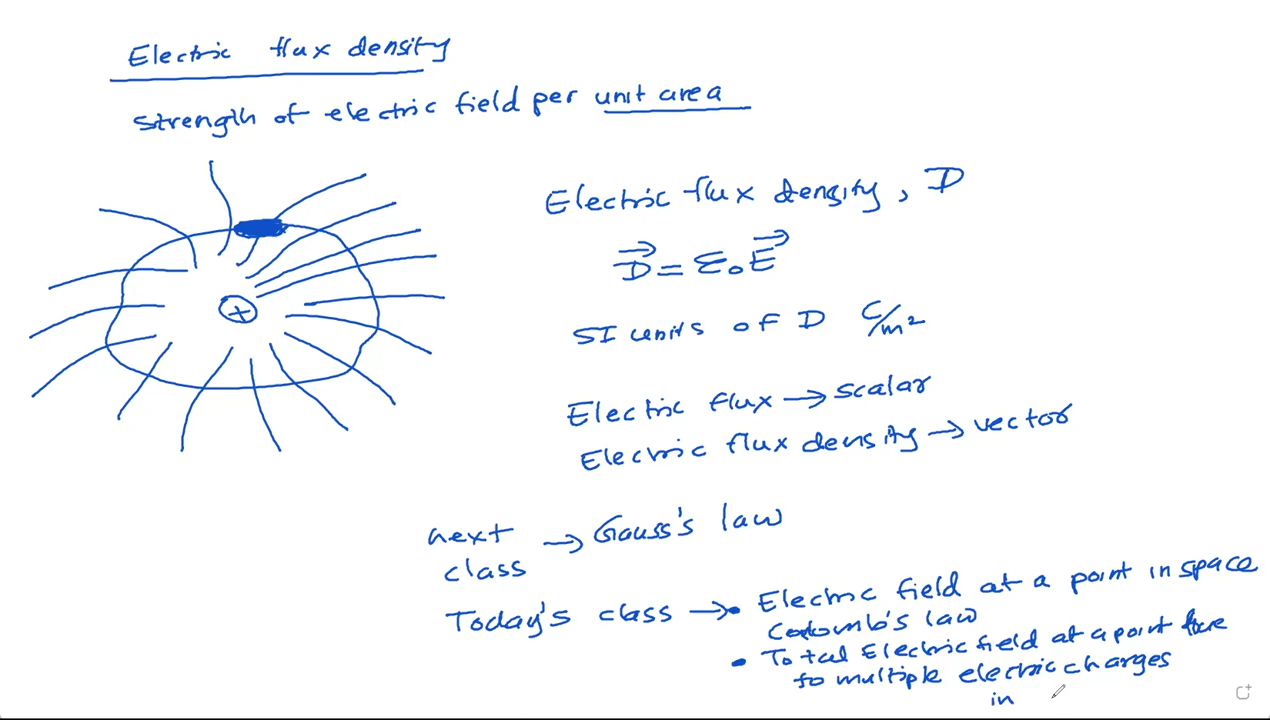 Electric flux density
strength of electric field per unit area
Electric flux density, D
D⃗ = ε₀E⃗
+
SI units of D C/m²
Electric flux → scalar
Electric flux density → vector
next → Gauss's law
class
Today's class → • Electric field at a point in space
Coulomb's law
• Total Electric field at a point
to multiple electric charges
in